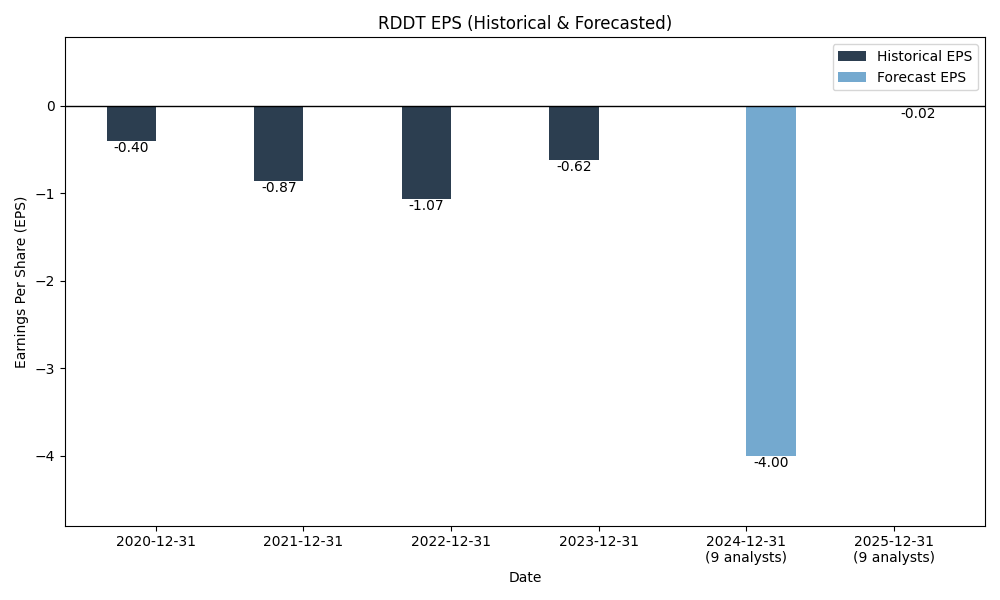 RDDT EPS (Historical & Forecasted)
Historical EPS
Forecast EPS
Earnings Per Share (EPS)
0
−1
−2
−3
−4
-0.40
-0.87
-1.07
-0.62
-4.00
-0.02
2020-12-31
2021-12-31
2022-12-31
2023-12-31
2024-12-31
(9 analysts)
2025-12-31
(9 analysts)
Date